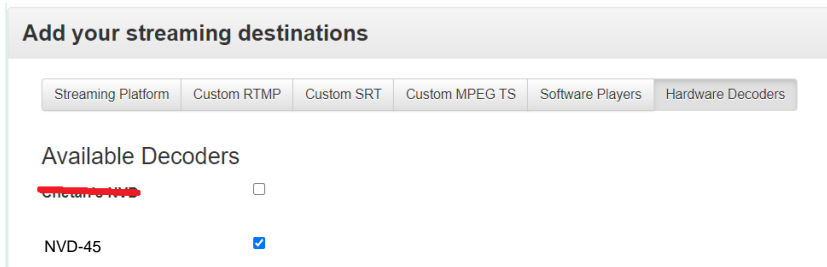 Add your streaming destinations
Streaming Platform Custom RTMP Custom SRT Custom MPEG TS Software Players Hardware Decoders
Available Decoders
NVD-45